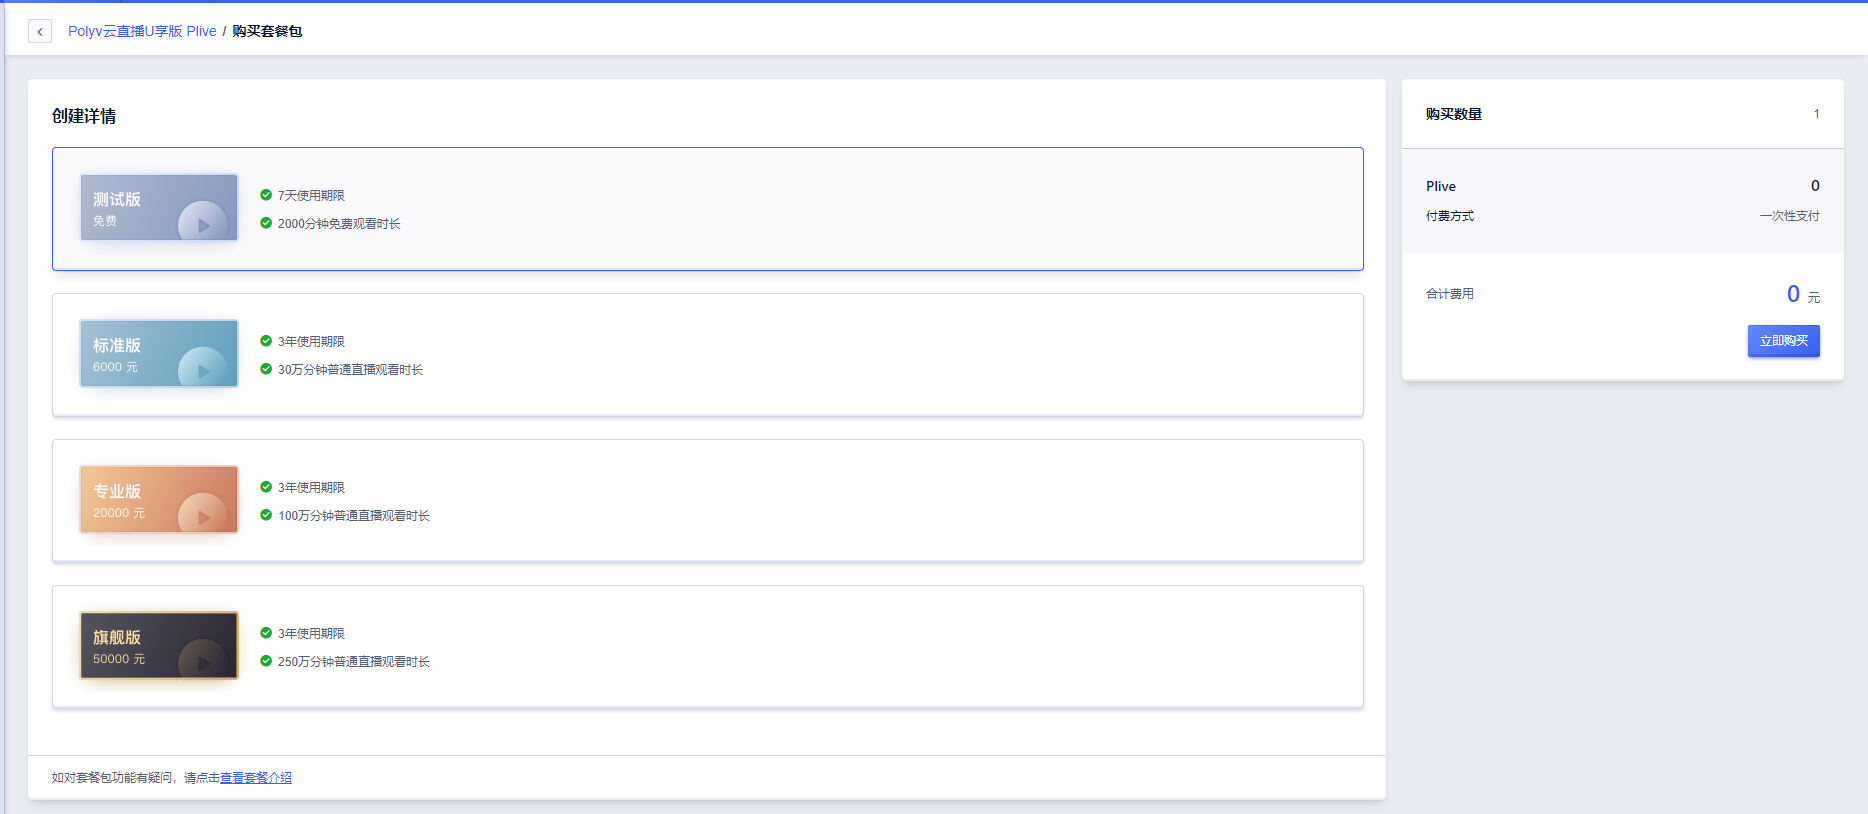 Polyv云直播U享版 Plive / 购买套餐包
创建详情
测试版
免费
7天使用期限
2000分钟免费观看时长
标准版
6000 元
3年使用期限
30万分钟普通直播观看时长
专业版
20000 元
3年使用期限
100万分钟普通直播观看时长
旗舰版
50000 元
3年使用期限
250万分钟普通直播观看时长
如对套餐包功能有疑问，请点击查看套餐介绍
购买数量 1
Plive 0
付费方式 一次性支付
合计费用 0 元
立即购买